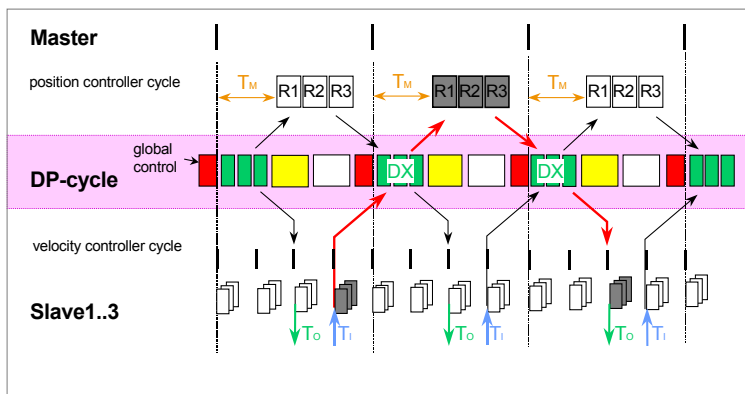 Master
position controller cycle
TM TM TM
R1 R2 R3 R1 R2 R3 R1 R2 R3
global
control
DP-cycle
DX DX
velocity controller cycle
Slave1..3
TO TI TO TI TO TI